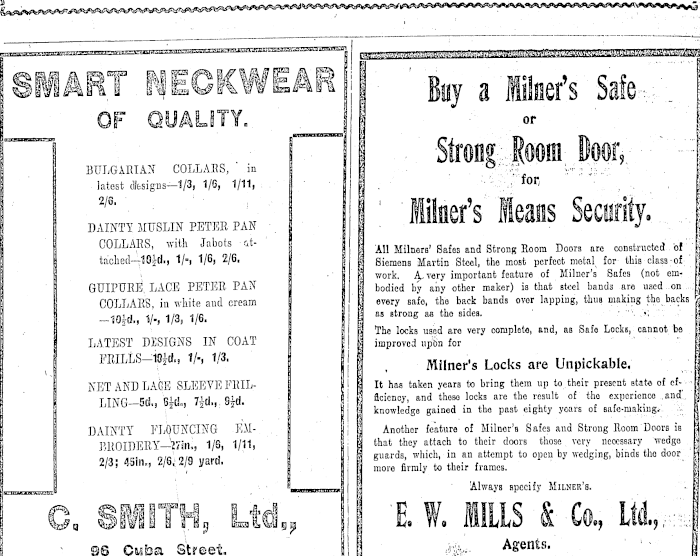 SMART NECKWEAR
OF QUALITY.
BULGARIAN COLLARS, in
latest designs—1/3, 1/6, 1/11,
2/6.
DAINTY MUSLIN PETER PAN
COLLARS, with Jabots at-
tached—10½d., 1/-, 1/6, 2/6.
GUIPURE LACE PETER PAN
COLLARS, in white and cream
—10½d., 1/-, 1/3, 1/6.
LATEST DESIGNS IN COAT
FRILLS—10½d., 1/-, 1/3.
NET AND LACE SLEEVE FRIL-
LING—5d., 6½d., 7½d., 9½d.
DAINTY FLOUNCING EM-
BROIDERY—27in., 1/6, 1/11,
2/3; 45in., 2/6, 2/9 yard.
C. SMITH, Ltd.,
96 Cuba Street.
Buy a Milner's Safe
or
Strong Room Door,
for
Milner's Means Security.
All Milners' Safes and Strong Room Doors are constructed of
Siemens Martin Steel, the most perfect metal for this class of
work. A very important feature of Milner's Safes (not em-
bodied by any other maker) is that steel bands are used on
every safe, the back bands over lapping, thus making the backs
as strong as the sides.
The locks used are very complete, and, as Safe Locks, cannot be
improved upon for
Milner's Locks are Unpickable.
It has taken years to bring them up to their present state of ef-
ficiency, and these locks are the result of the experience and
knowledge gained in the past eighty years of safe-making.
Another feature of Milner's Safes and Strong Room Doors is
that they attach to their doors those very necessary wedge
guards, which, in an attempt to open by wedging, binds the door
more firmly to their frames.
Always specify MILNER'S.
E. W. MILLS & Co., Ltd.,
Agents.